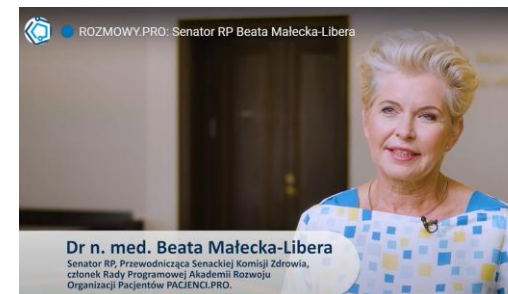 ROZMOWY.PRO: Senator RP Beata Małecka-Libera
Dr n. med. Beata Małecka-Libera
Senator RP, Przewodnicząca Senackiej Komisji Zdrowia,
członek Rady Programowej Akademii Rozwoju
Organizacji Pacjentów PACJENCI.PRO.